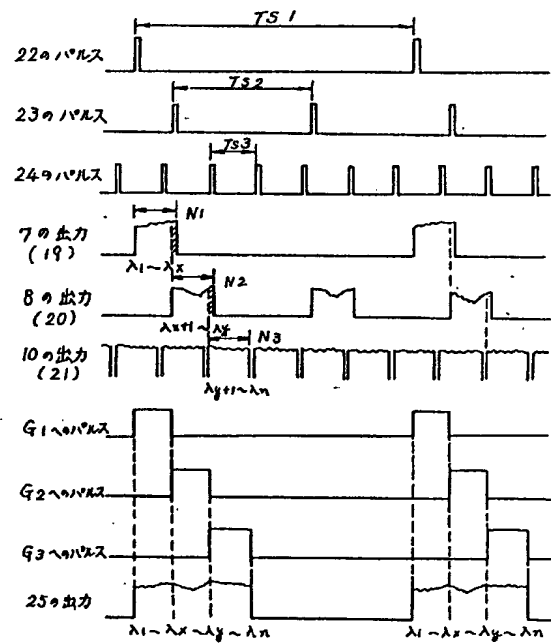 TS1
22のパルス
TS2
23のパルス
TS3
24のパルス
N1
7の出力
(19)
λ1~λx
N2
8の出力
(20)
λx+1~λy
N3
10の出力
(21)
λy+1~λn
G1へのパルス
G2へのパルス
G3へのパルス
25の出力
λ1~λx~λy~λn
λ1~λx~λy~λn